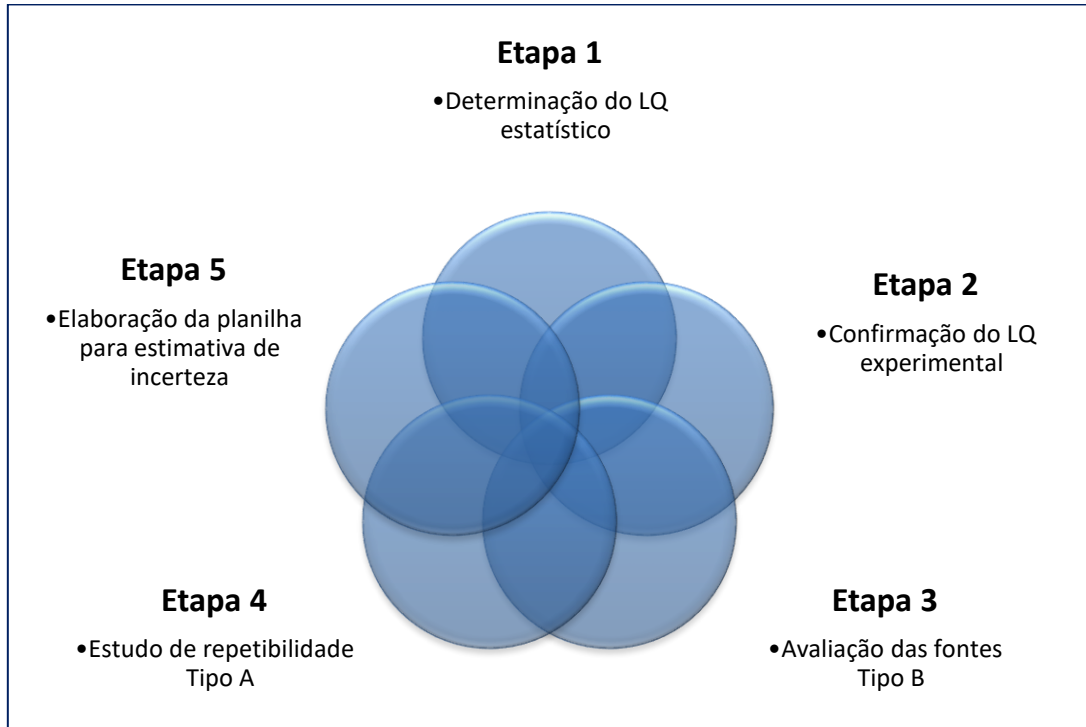 Etapa 1
•Determinação do LQ
estatístico
Etapa 2
•Confirmação do LQ
experimental
Etapa 3
•Avaliação das fontes
Tipo B
Etapa 4
•Estudo de repetibilidade
Tipo A
Etapa 5
•Elaboração da planilha
para estimativa de
incerteza